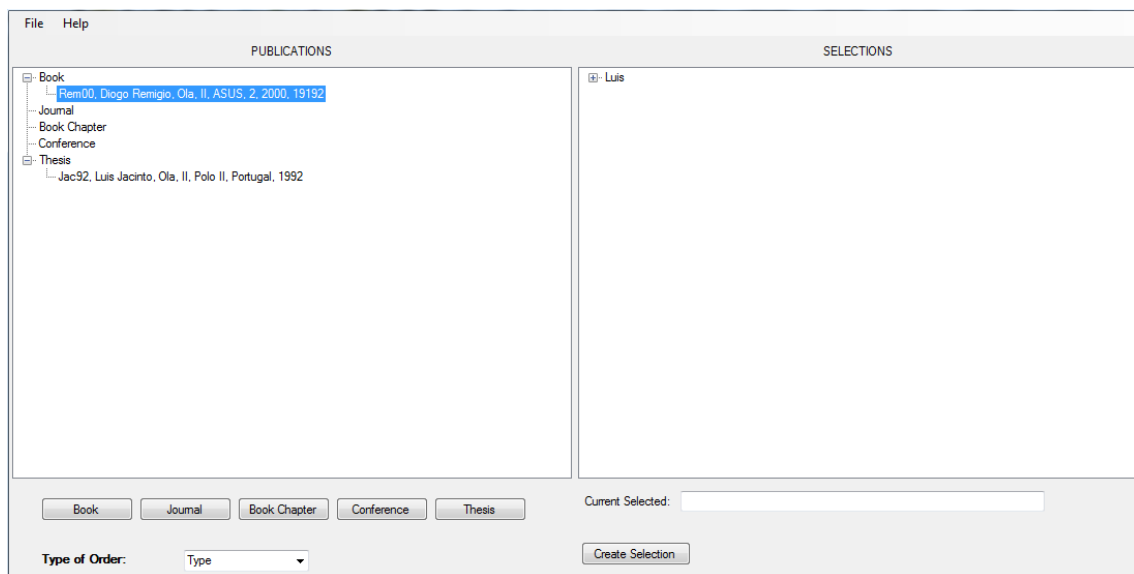 File Help
PUBLICATIONS
SELECTIONS
Book
Rem00, Diogo Remigio, Ola, II, ASUS, 2, 2000, 19192
Journal
Book Chapter
Conference
Thesis
Jac92, Luis Jacinto, Ola, II, Polo II, Portugal, 1992
Luis
Book Journal Book Chapter Conference Thesis
Current Selected:
Type of Order: Type
Create Selection